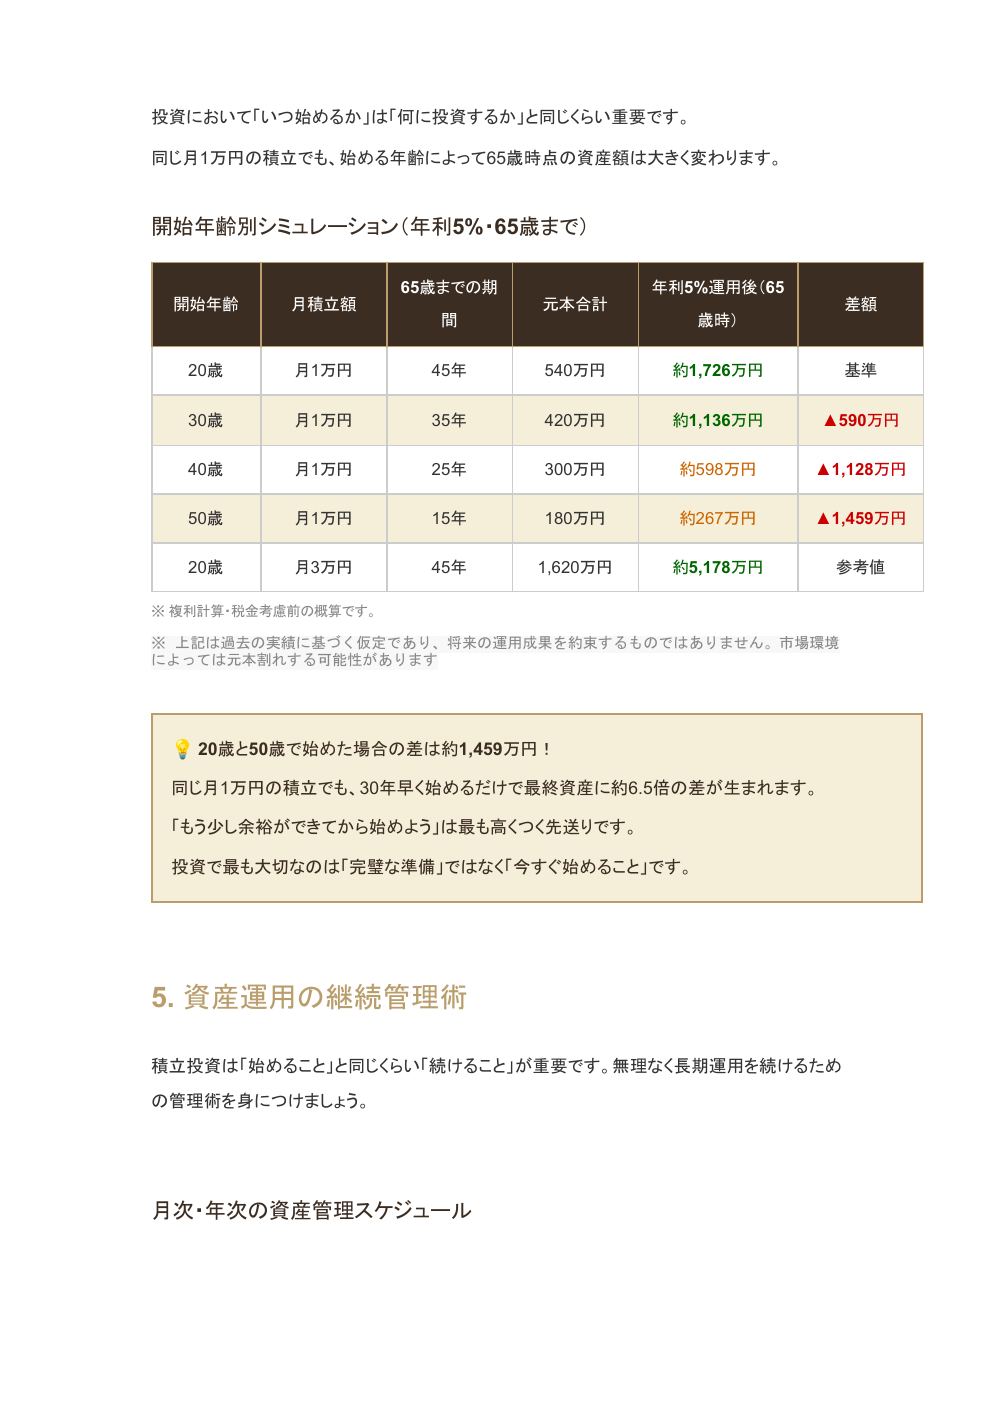 投資において「いつ始めるか」は「何に投資するか」と同じくらい重要です。
同じ月1万円の積立でも、始める年齢によって65歳時点の資産額は大きく変わります。
開始年齢別シミュレーション（年利5%・65歳まで）
開始年齢 月積立額 65歳までの期間 元本合計 年利5%運用後（65歳時） 差額
20歳 月1万円 45年 540万円 約1,726万円 基準
30歳 月1万円 35年 420万円 約1,136万円 ▲590万円
40歳 月1万円 25年 300万円 約598万円 ▲1,128万円
50歳 月1万円 15年 180万円 約267万円 ▲1,459万円
20歳 月3万円 45年 1,620万円 約5,178万円 参考値
※ 複利計算・税金考慮前の概算です。
※ 上記は過去の実績に基づく仮定であり、将来の運用成果を約束するものではありません。市場環境
によっては元本割れする可能性があります
💡 20歳と50歳で始めた場合の差は約1,459万円！
同じ月1万円の積立でも、30年早く始めるだけで最終資産に約6.5倍の差が生まれます。
「もう少し余裕ができてから始めよう」は最も高くつく先送りです。
投資で最も大切なのは「完璧な準備」ではなく「今すぐ始めること」です。
5. 資産運用の継続管理術
積立投資は「始めること」と同じくらい「続けること」が重要です。無理なく長期運用を続けるため
の管理術を身につけましょう。
月次・年次の資産管理スケジュール